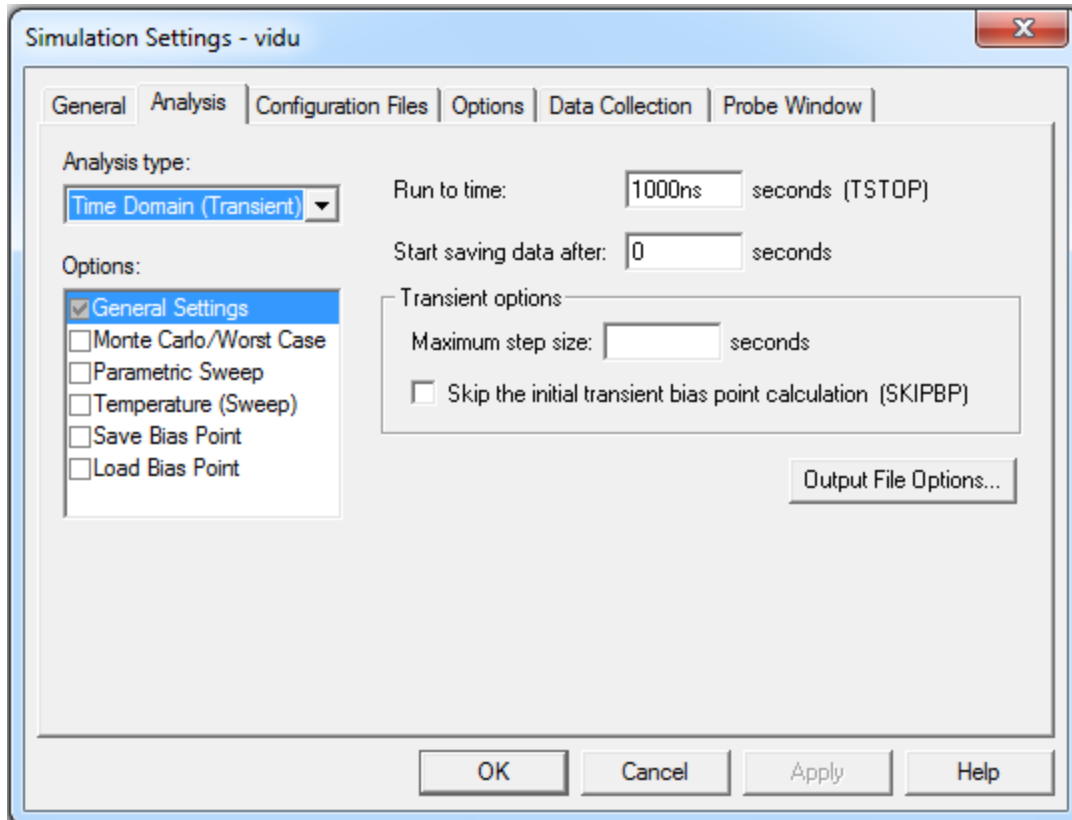 Simulation Settings - vidu
General Analysis Configuration Files Options Data Collection Probe Window
Analysis type:
Time Domain (Transient)
Options:
General Settings
Monte Carlo/Worst Case
Parametric Sweep
Temperature (Sweep)
Save Bias Point
Load Bias Point
Run to time: 1000ns seconds (TSTOP)
Start saving data after: 0 seconds
Transient options
Maximum step size: seconds
Skip the initial transient bias point calculation (SKIPBP)
Output File Options...
OK Cancel Apply Help